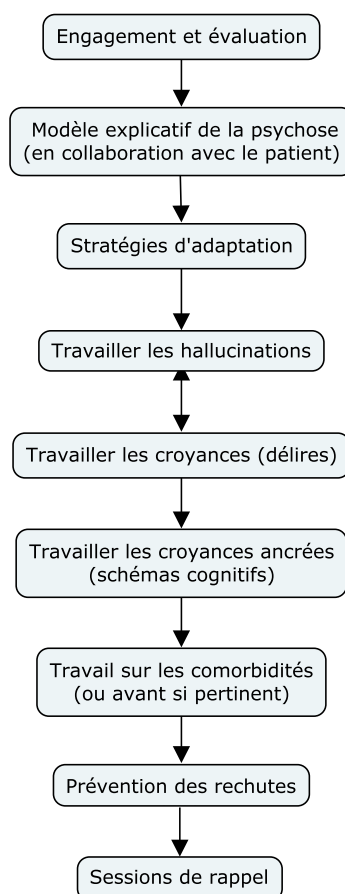 Engagement et évaluation
Modèle explicatif de la psychose
(en collaboration avec le patient)
Stratégies d'adaptation
Travailler les hallucinations
Travailler les croyances (délires)
Travailler les croyances ancrées
(schémas cognitifs)
Travail sur les comorbidités
(ou avant si pertinent)
Prévention des rechutes
Sessions de rappel